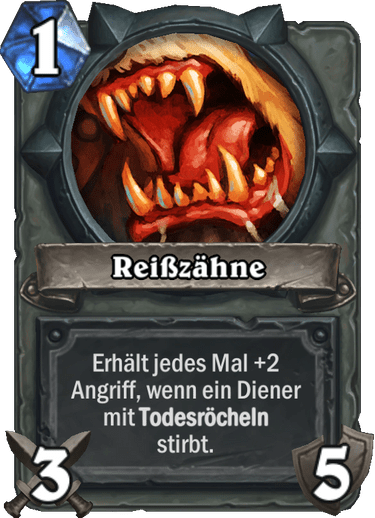 1
Reißzähne
Erhält jedes Mal +2
Angriff, wenn ein Diener
mit Todesröcheln
stirbt.
3
5